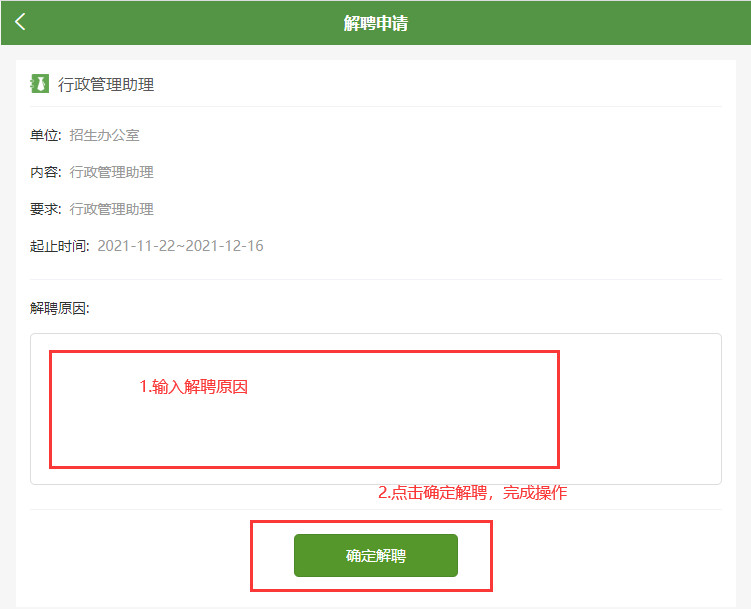 解聘申请
行政管理助理
单位: 招生办公室
内容: 行政管理助理
要求: 行政管理助理
起止时间: 2021-11-22~2021-12-16
解聘原因:
1.输入解聘原因
2.点击确定解聘，完成操作
确定解聘